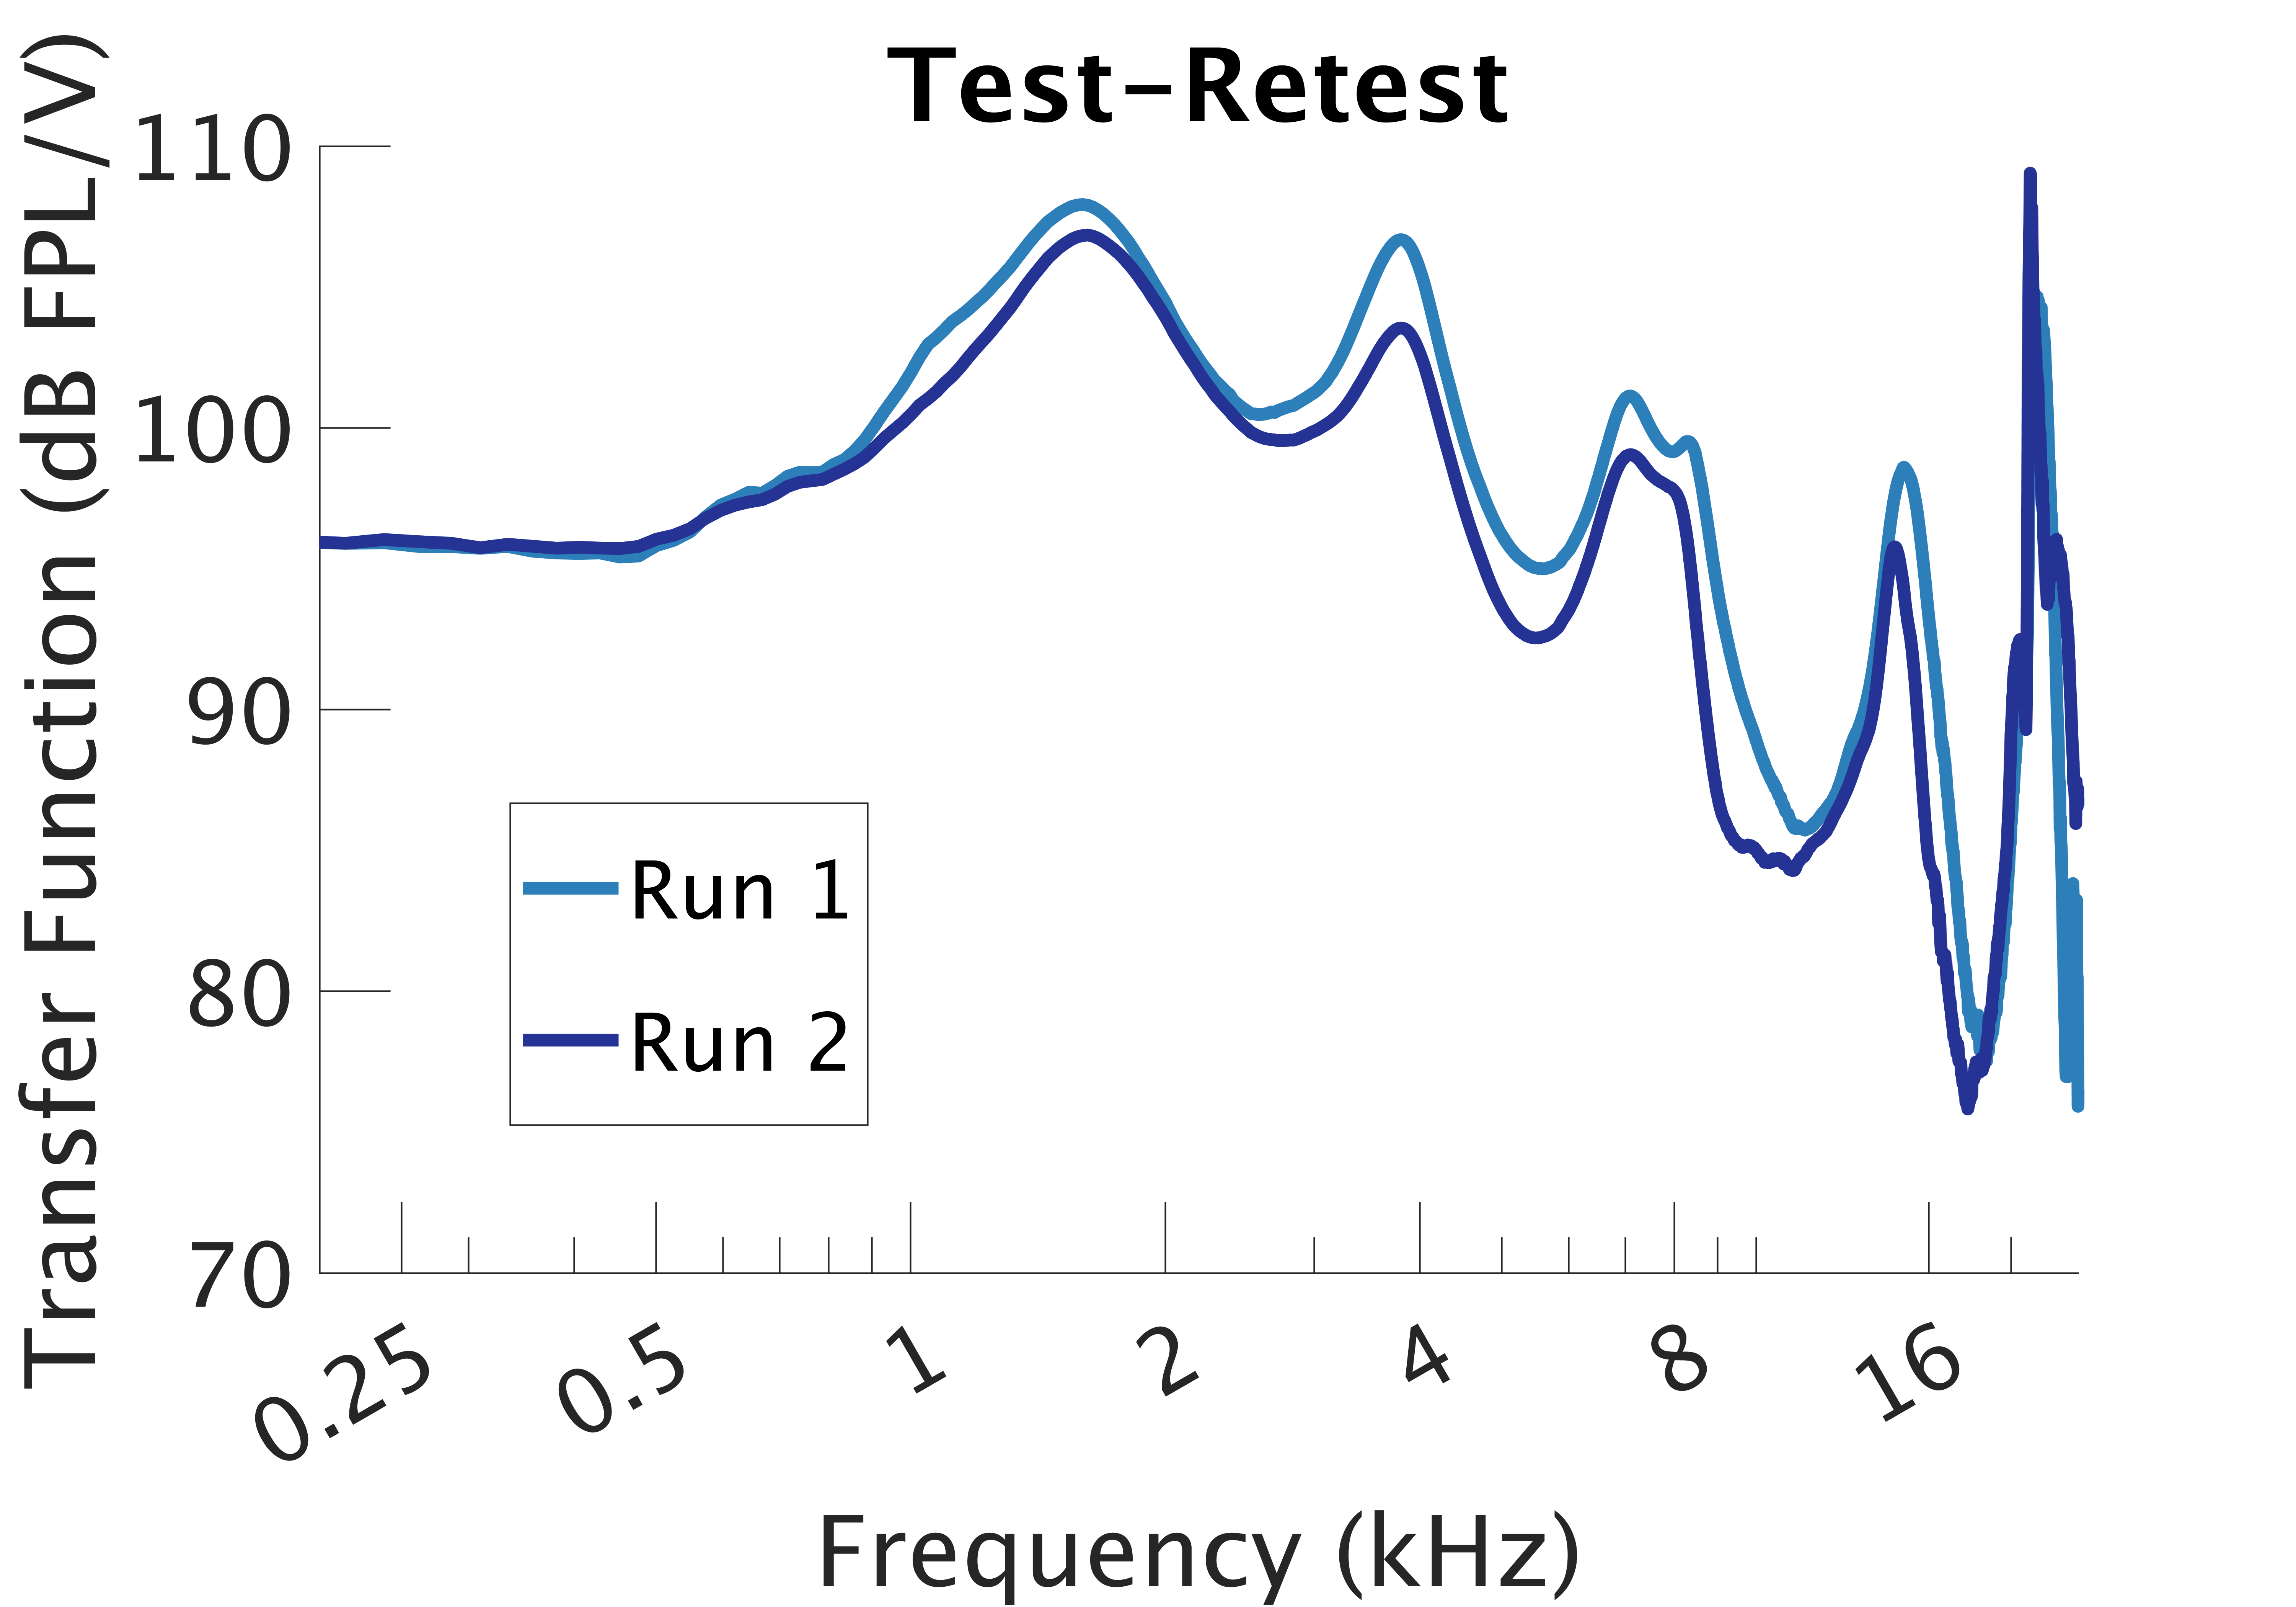 Test-Retest
Transfer Function (dB FPL/V)
110
100
90
80
70
Run 1
Run 2
0.25
0.5
1
2
4
8
16
Frequency (kHz)